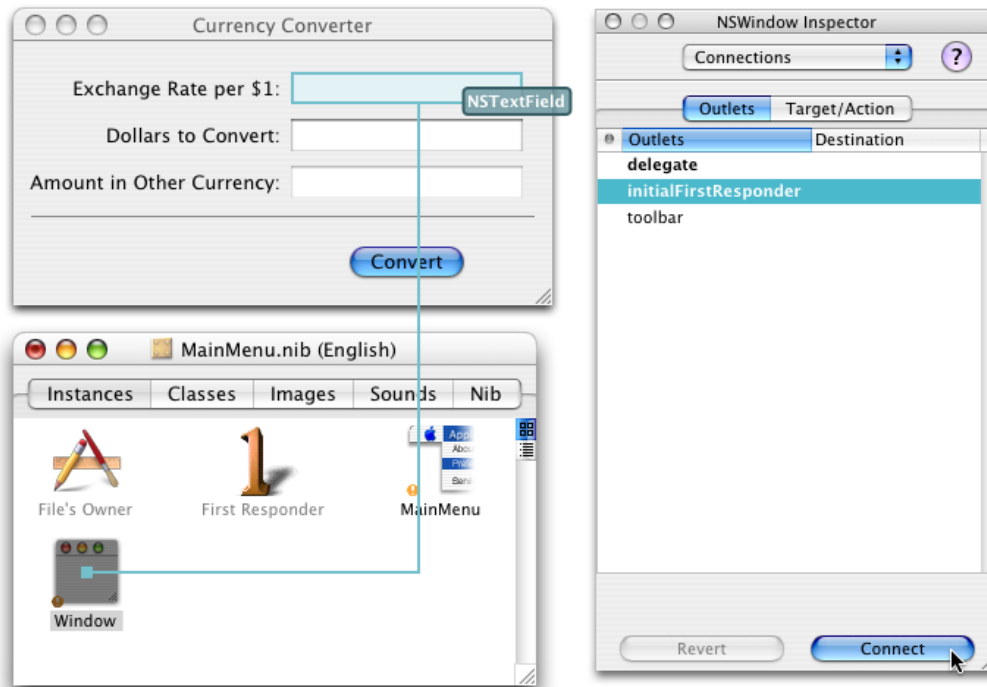 Currency Converter
Exchange Rate per $1:
NSTextField
Dollars to Convert:
Amount in Other Currency:
Convert
MainMenu.nib (English)
Instances Classes Images Sounds Nib
File's Owner First Responder MainMenu
Window
NSWindow Inspector
Connections ?
Outlets Target/Action
Outlets Destination
delegate
initialFirstResponder
toolbar
Revert Connect